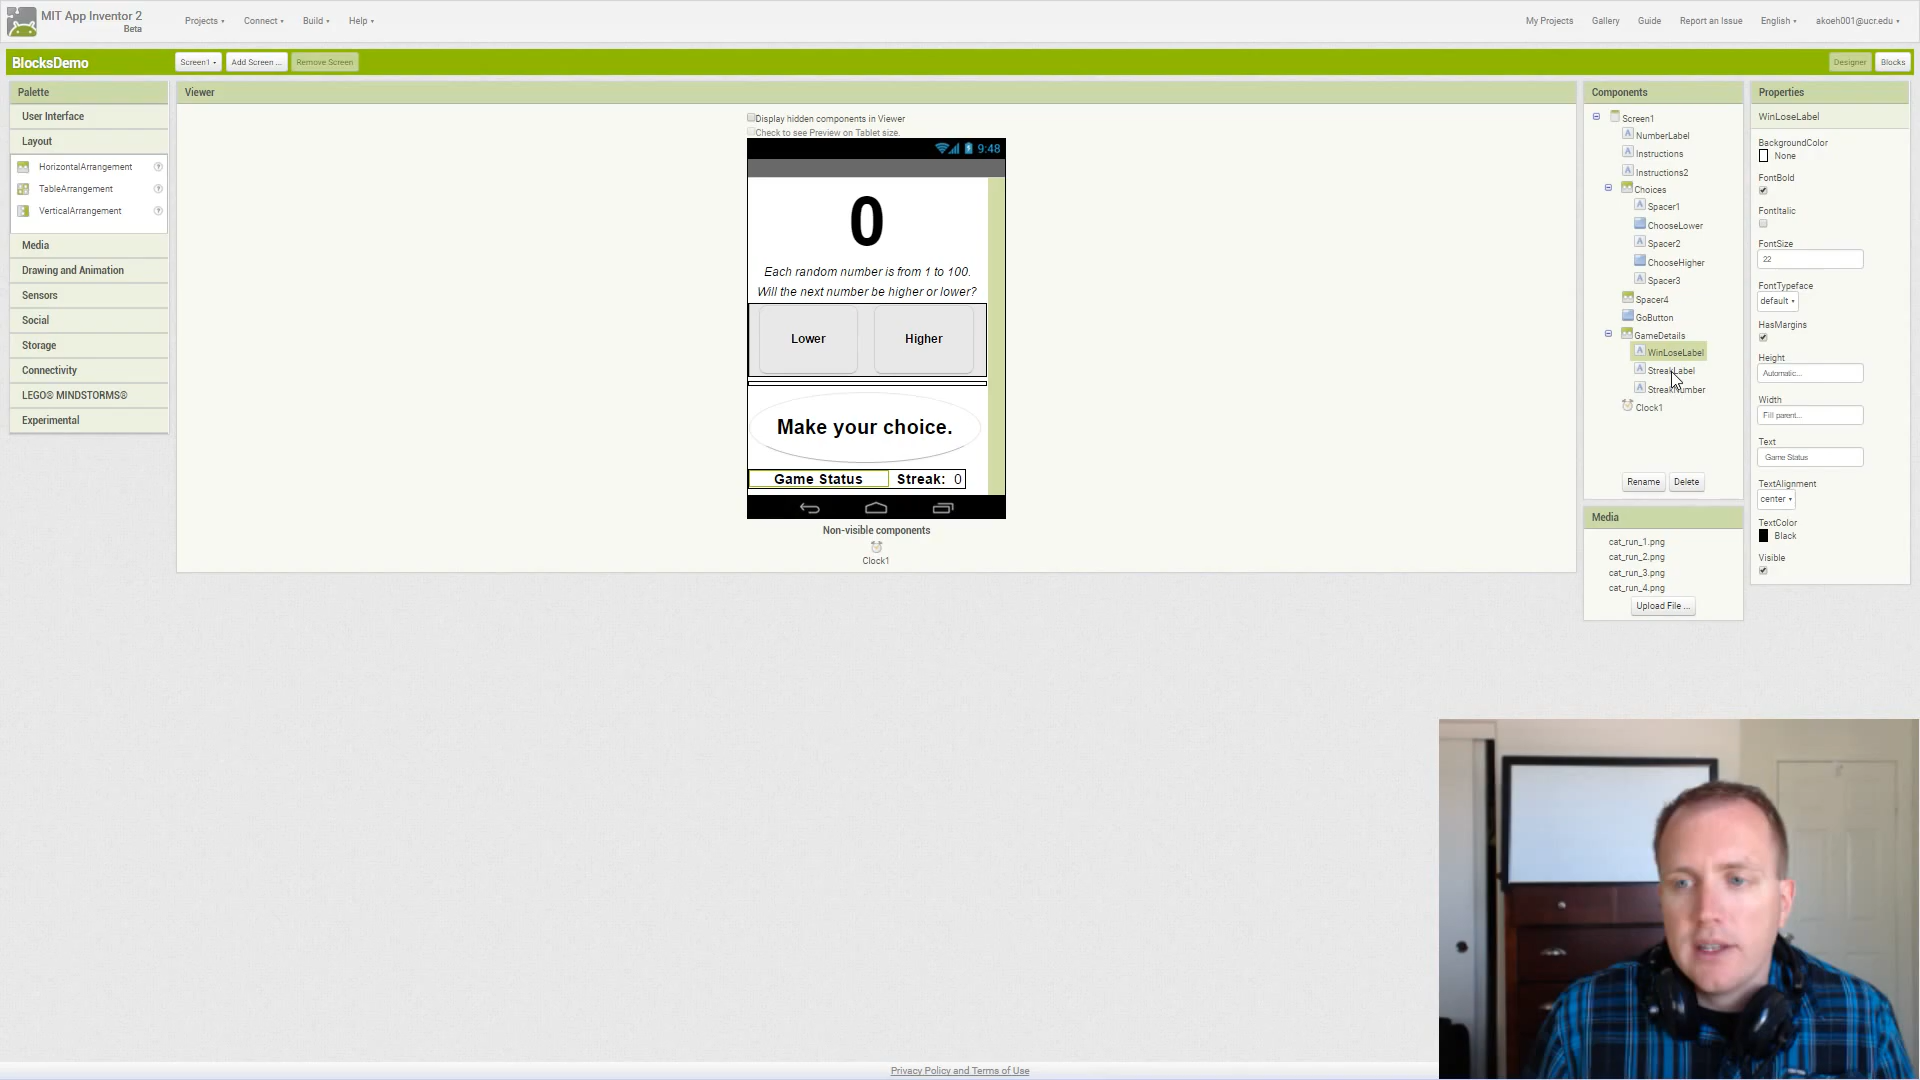 MIT App Inventor 2
Beta
Projects Connect Build Help
My Projects Gallery Guide Report an Issue English akoeh001@ucr.edu
BlocksDemo
Screen1 Add Screen ... Remove Screen
Designer Blocks
Palette
User Interface
Layout
HorizontalArrangement
TableArrangement
VerticalArrangement
Media
Drawing and Animation
Sensors
Social
Storage
Connectivity
LEGO® MINDSTORMS®
Experimental
Viewer
Display hidden components in Viewer
Check to see Preview on Tablet size.
9:48
0
Each random number is from 1 to 100.
Will the next number be higher or lower?
Lower Higher
Make your choice.
Game Status Streak: 0
Non-visible components
Clock1
Components
Screen1
NumberLabel
Instructions
Instructions2
Choices
Spacer1
ChooseLower
Spacer2
ChooseHigher
Spacer3
Spacer4
GoButton
GameDetails
WinLoseLabel
StreakLabel
StreakNumber
Clock1
Rename Delete
Media
cat_run_1.png
cat_run_2.png
cat_run_3.png
cat_run_4.png
Upload File ...
Properties
WinLoseLabel
BackgroundColor
None
FontBold
FontItalic
FontSize
22
FontTypeface
default
HasMargins
Height
Automatic...
Width
Fill parent...
Text
Game Status
TextAlignment
center
TextColor
Black
Visible
Privacy Policy and Terms of Use